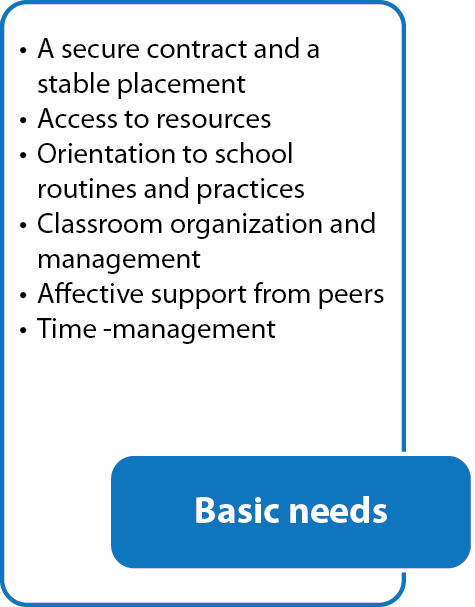 • A secure contract and a
stable placement
• Access to resources
• Orientation to school
routines and practices
• Classroom organization and
management
• Affective support from peers
• Time -management
Basic needs